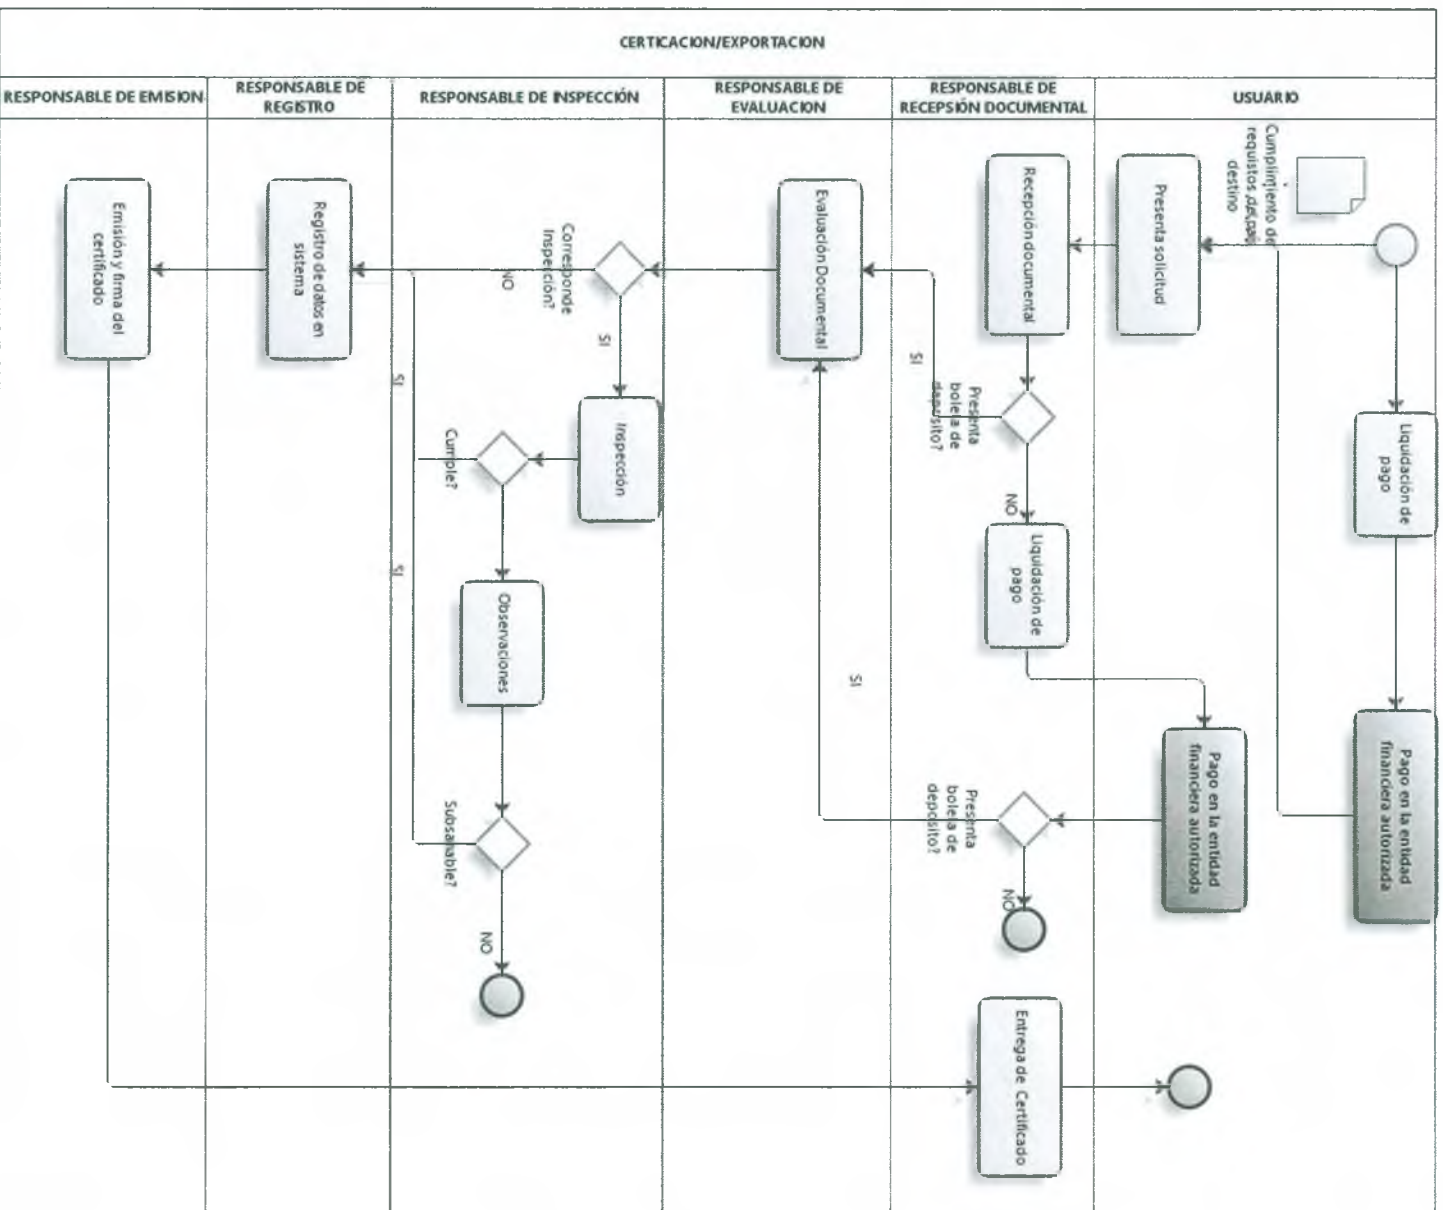 CERTICACION/EXPORTACION
RESPONSABLE DE EMISION
RESPONSABLE DE
REGISTRO
RESPONSABLE DE INSPECCIÓN
RESPONSABLE DE
EVALUACION
RESPONSABLE DE
RECEPSIÓN DOCUMENTAL
USUARIO
Cumplimiento de
requistos del pais
destino
Presenta solicitud
Liquidación de
pago
Pago en la entidad
financiera autorizada
Recepción documental
Presenta
boleta de
deposito?
SI
NO
Liquidación de
pago
Pago en la entidad
financiera autorizada
Presenta
boleta de
deposito?
SI
NO
Entrega de Certificado
Evaluación Documental
Corresponde
Inspección?
NO
SI
Inspección
Cumple?
SI
Observaciones
SI
Subsanable?
NO
Registro de datos en
sistema
Emisión y firma del
certificado